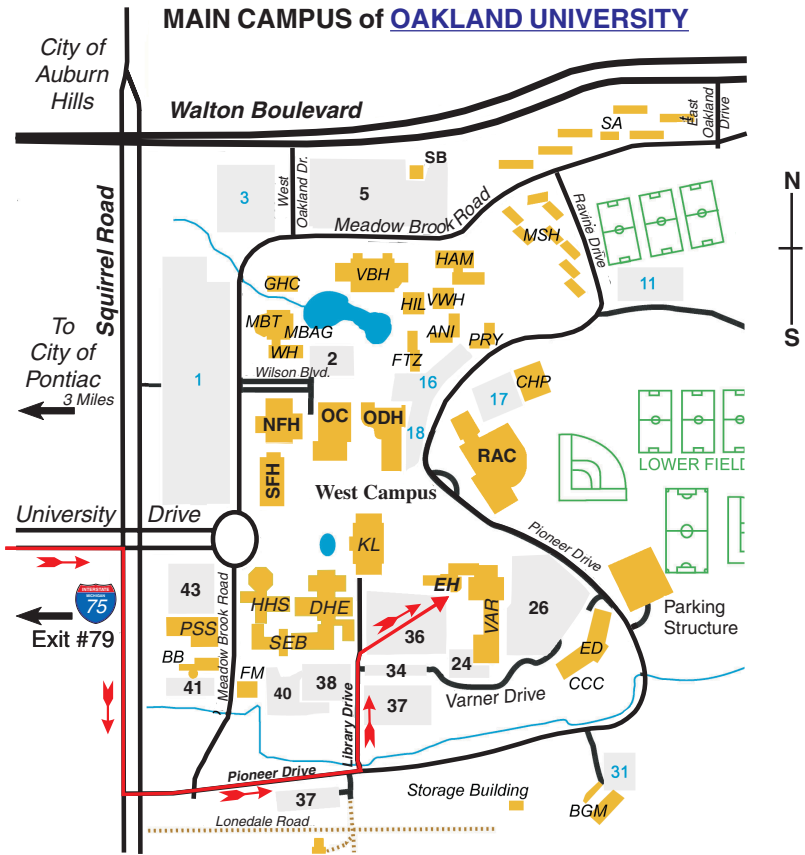 MAIN CAMPUS of OAKLAND UNIVERSITY
City of
Auburn
Hills
Walton Boulevard
SA
East
Oakland
Drive
SB
3
West
Oakland Dr.
5
Meadow Brook Road
Ravine Drive
MSH
N
S
Squirrel Road
GHC
VBH
HAM
11
HIL
VWH
MBT
MBAG
ANI
PRY
WH
FTZ
To
City of
Pontiac
3 Miles
1
2
Wilson Blvd.
16
17
CHP
NFH
OC
ODH
18
RAC
LOWER FIELD
SFH
West Campus
University Drive
KL
Pioneer Drive
INTERSTATE
MICHIGAN
75
Exit #79
43
Meadow Brook Road
HHS
DHE
EH
VAR
26
Parking
Structure
PSS
SEB
36
BB
ED
41
FM
40
38
34
24
CCC
Library Drive
37
Varner Drive
Pioneer Drive
37
Storage Building
31
BGM
Lonedale Road